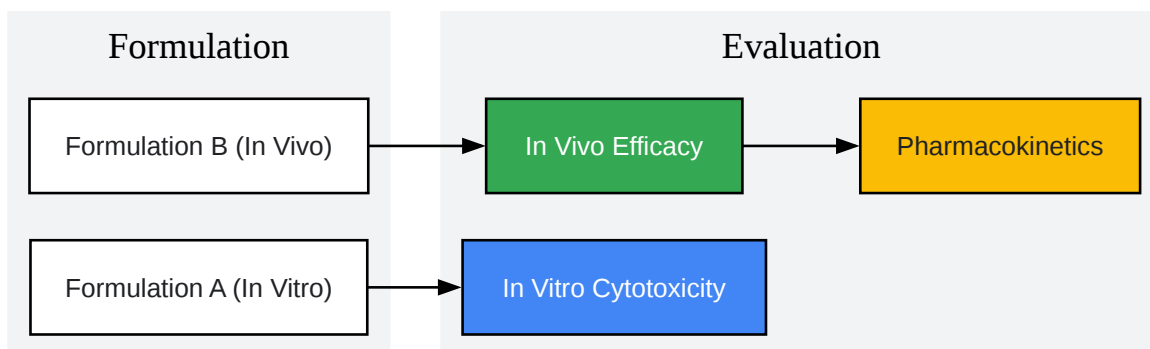 Formulation
Evaluation
Formulation B (In Vivo)
In Vivo Efficacy
Pharmacokinetics
Formulation A (In Vitro)
In Vitro Cytotoxicity